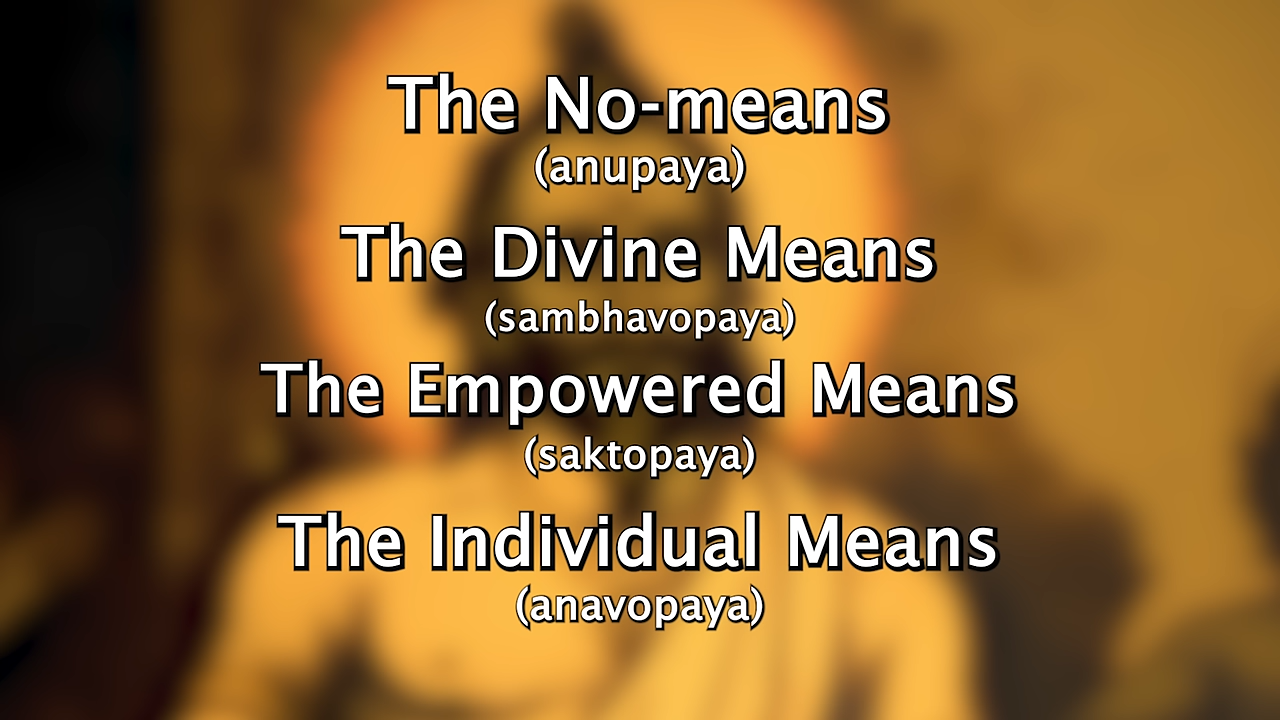 The No-means
(anupaya)
The Divine Means
(sambhavopaya)
The Empowered Means
(saktopaya)
The Individual Means
(anavopaya)